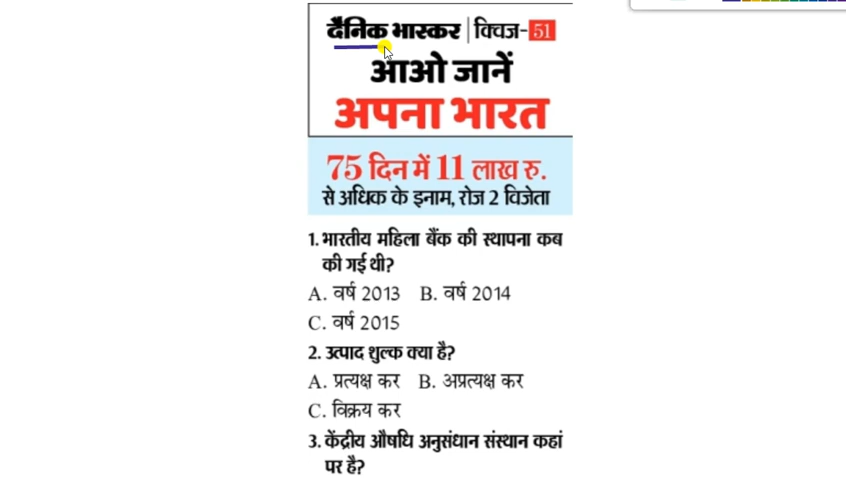 दैनिक भास्कर | क्विज-51
आओ जानें
अपना भारत
75 दिन में 11 लाख रु.
से अधिक के इनाम, रोज 2 विजेता
1. भारतीय महिला बैंक की स्थापना कब
की गई थी?
A. वर्ष 2013 B. वर्ष 2014
C. वर्ष 2015
2. उत्पाद शुल्क क्या है?
A. प्रत्यक्ष कर B. अप्रत्यक्ष कर
C. विक्रय कर
3. केंद्रीय औषधि अनुसंधान संस्थान कहां
पर है?